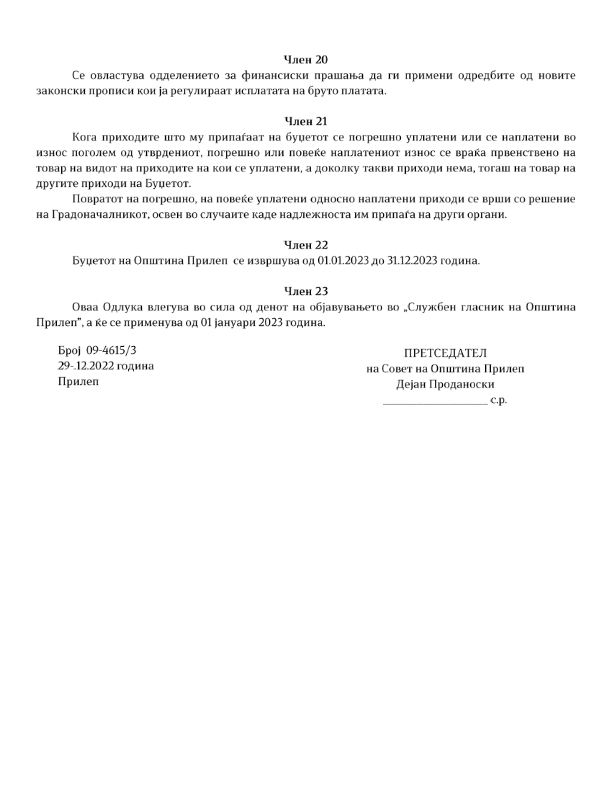 Член 20
Се овластува одделението за финансиски прашања да ги примени одредбите од новите
законски прописи кои ја регулираат исплатата на бруто платата.
Член 21
Кога приходите што му припаѓаат на буџетот се погрешно уплатени или се наплатени во
износ поголем од утврдениот, погрешно или повеќе наплатениот износ се враќа првенствено на
товар на видот на приходите на кои се уплатени, а доколку такви приходи нема, тогаш на товар на
другите приходи на Буџетот.
Повратот на погрешно, на повеќе уплатени односно наплатени приходи се врши со решение
на Градоначалникот, освен во случаите каде надлежноста им припаѓа на други органи.
Член 22
Буџетот на Општина Прилеп  се извршува од 01.01.2023 до 31.12.2023 година.
Член 23
Оваа Одлука влегува во сила од денот на објавувањето во „Службен гласник на Општина
Прилеп”, а ќе се применува од 01 јануари 2023 година.
Број  09-4615/3
29-.12.2022 година
Прилеп
ПРЕТСЕДАТЕЛ
на Совет на Општина Прилеп
Дејан Проданоски
____________________ с.р.